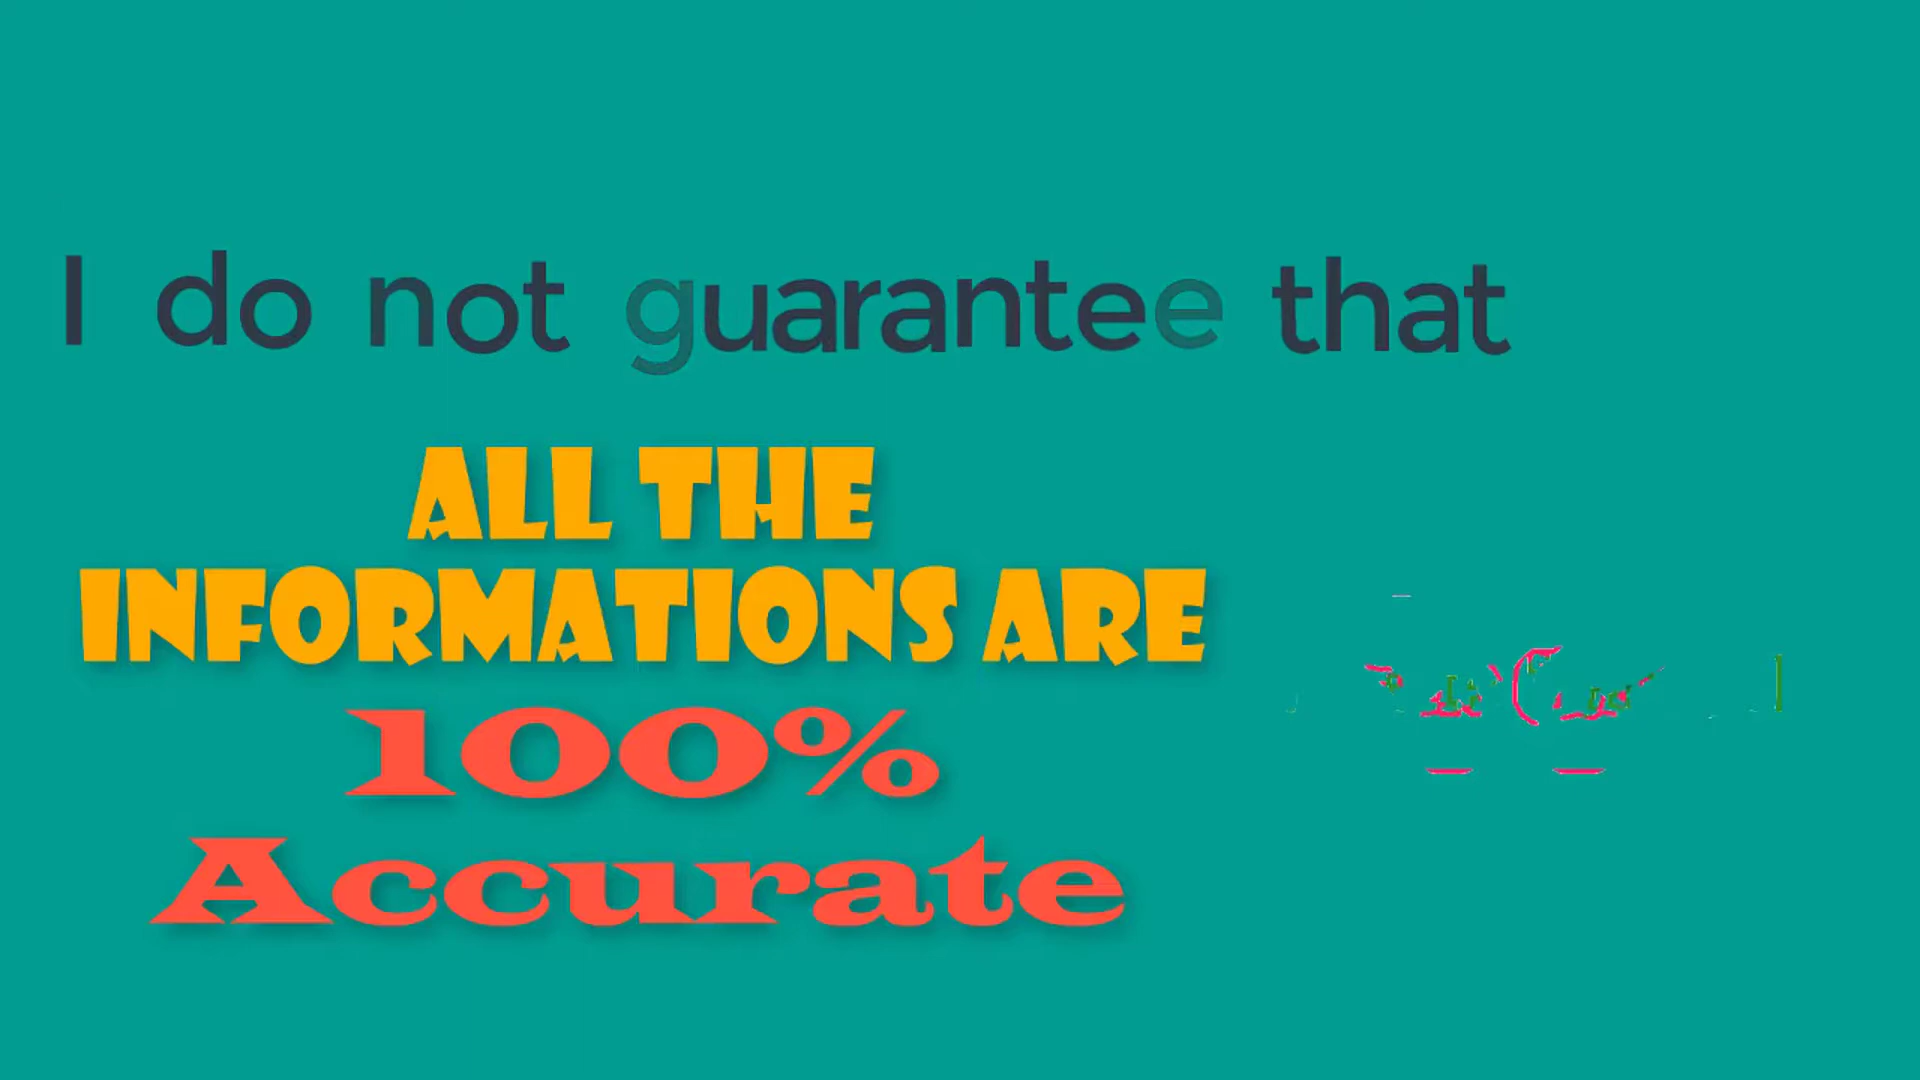 I do not guarantee that
ALL THE
INFORMATIONS ARE
100%
Accurate